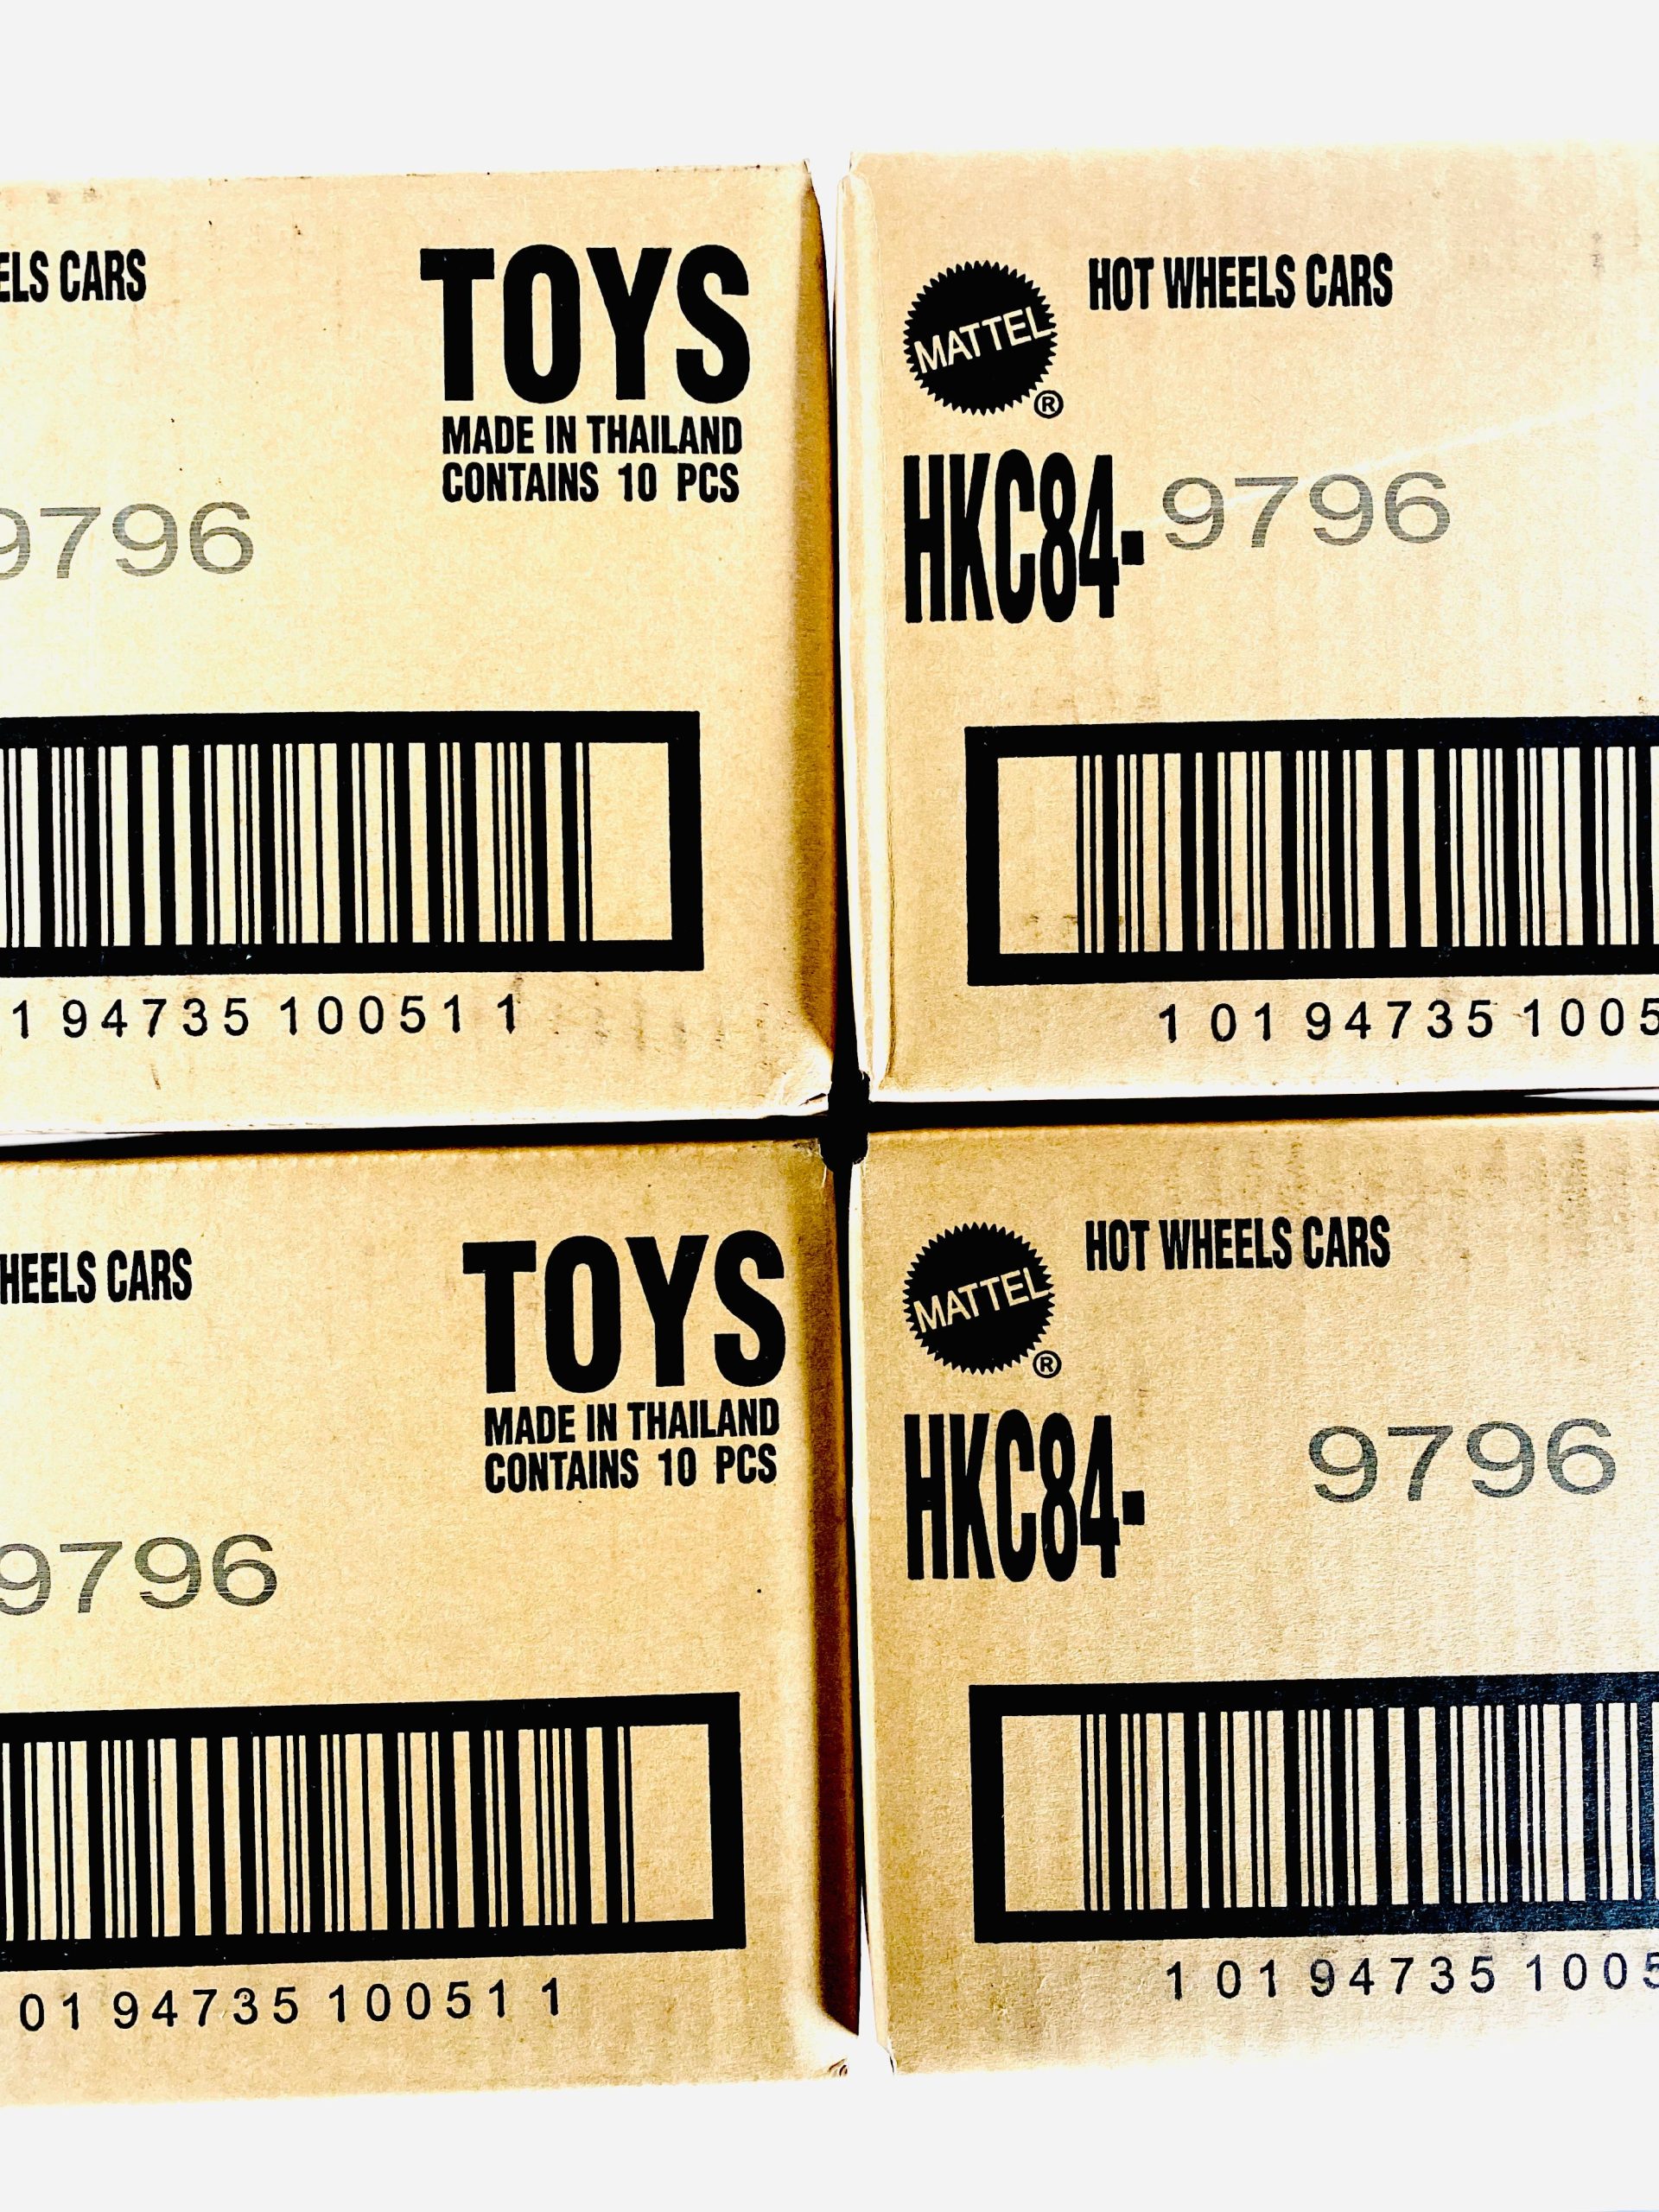 ELS CARS
TOYS
MADE IN THAILAND
CONTAINS 10 PCS
9796
1 94735 10051 1
MATTEL
®
HOT WHEELS CARS
HKC84-9796
1 01 94735 1005
HEELS CARS
TOYS
MADE IN THAILAND
CONTAINS 10 PCS
9796
01 94735 10051 1
MATTEL
®
HOT WHEELS CARS
HKC84- 9796
1 01 94735 1005